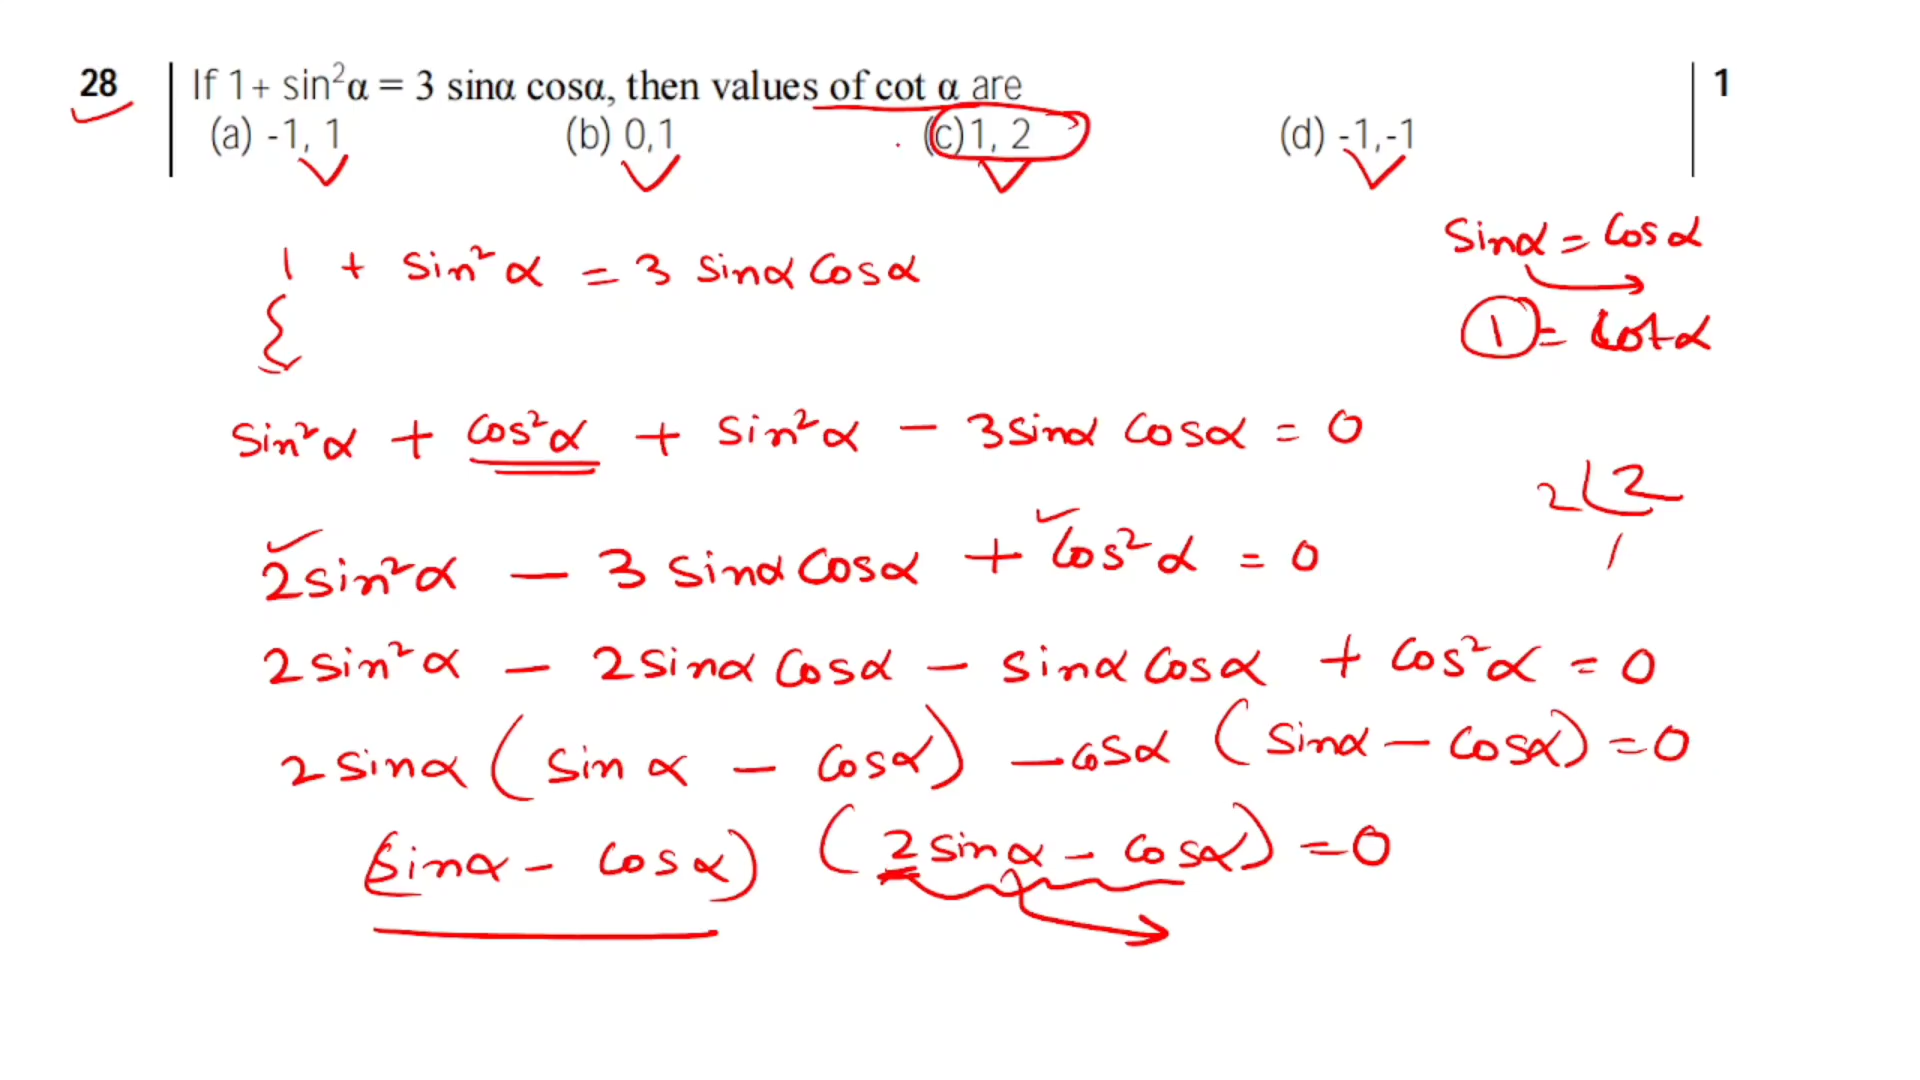 28 If 1+ sin²α = 3 sinα cosα, then values of cot α are 1
(a) -1, 1 (b) 0,1 (c) 1, 2 (d) -1,-1
sinα = cosα
1 + sin²α = 3 sinα cosα
1 = cotα
sin²α + cos²α + sin²α - 3sinα cosα = 0
2 2
1
2sin²α - 3 sinα cosα + cos²α = 0
2sin²α - 2sinα cosα - sinα cosα + cos²α = 0
2sinα (sin α - cosα) - cosα (sinα - cosα) = 0
(sinα - cosα) (2sinα - cosα) = 0